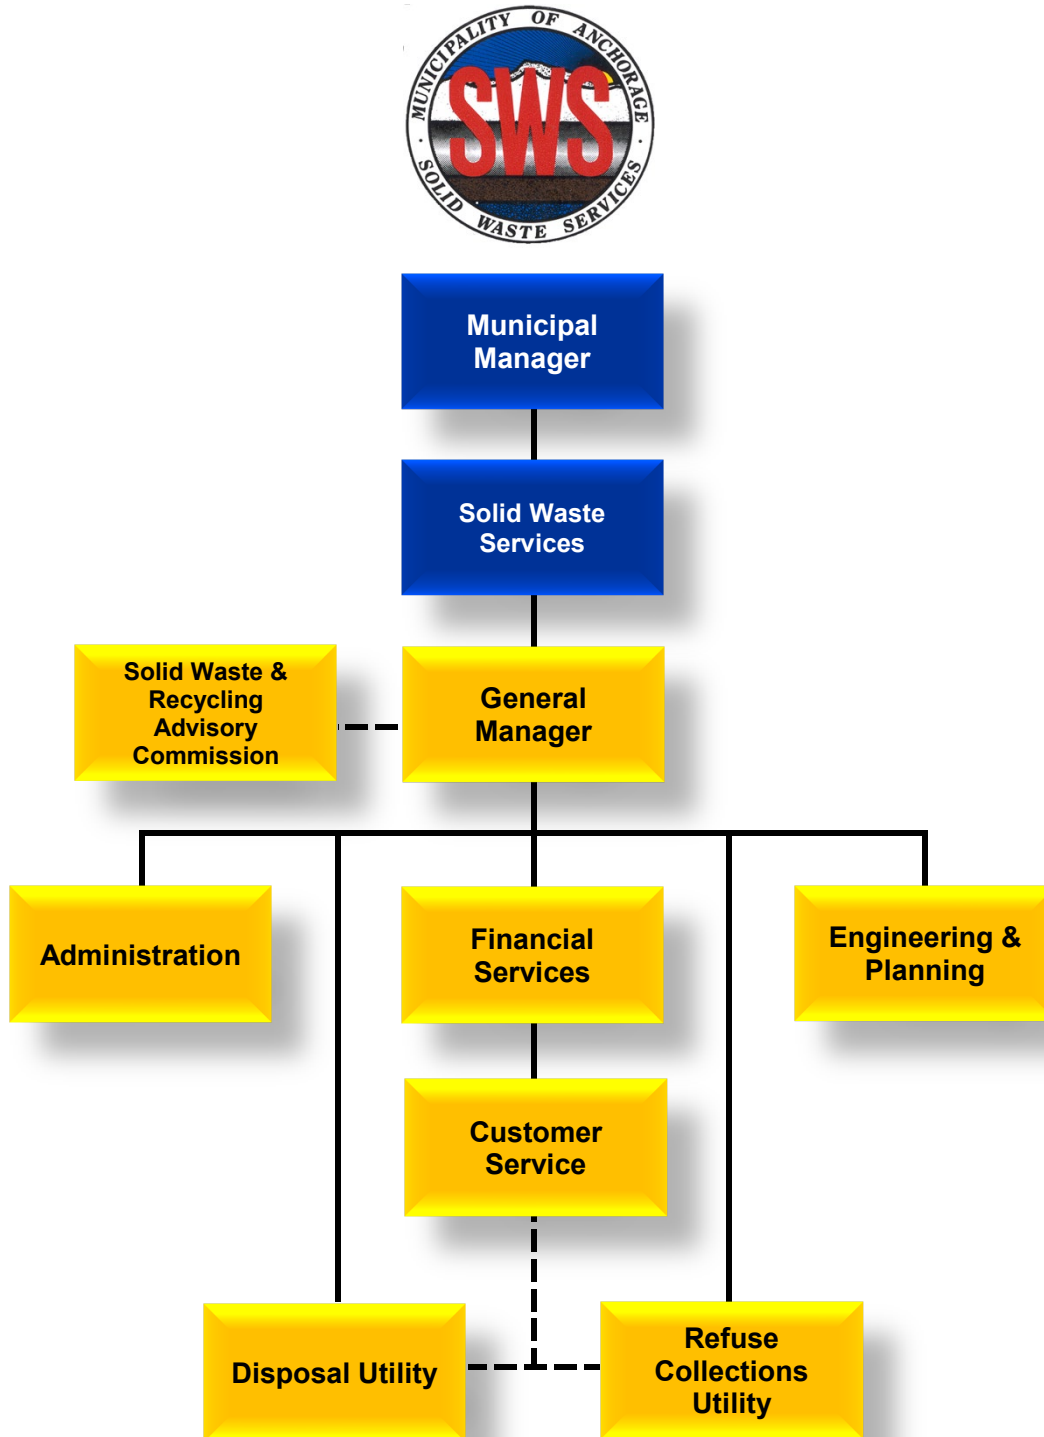 · MUNICIPALITY OF ANCHORAGE ·
SWS
SOLID WASTE SERVICES
Municipal
Manager
Solid Waste
Services
Solid Waste &
Recycling
Advisory
Commission
General
Manager
Administration
Financial
Services
Engineering &
Planning
Customer
Service
Disposal Utility
Refuse
Collections
Utility